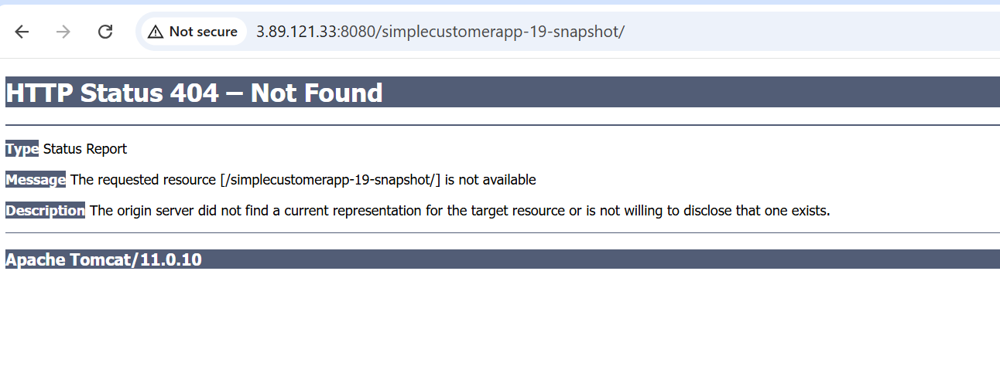 Not secure 3.89.121.33:8080/simplecustomerapp-19-snapshot/
HTTP Status 404 – Not Found
Type Status Report
Message The requested resource [/simplecustomerapp-19-snapshot/] is not available
Description The origin server did not find a current representation for the target resource or is not willing to disclose that one exists.
Apache Tomcat/11.0.10